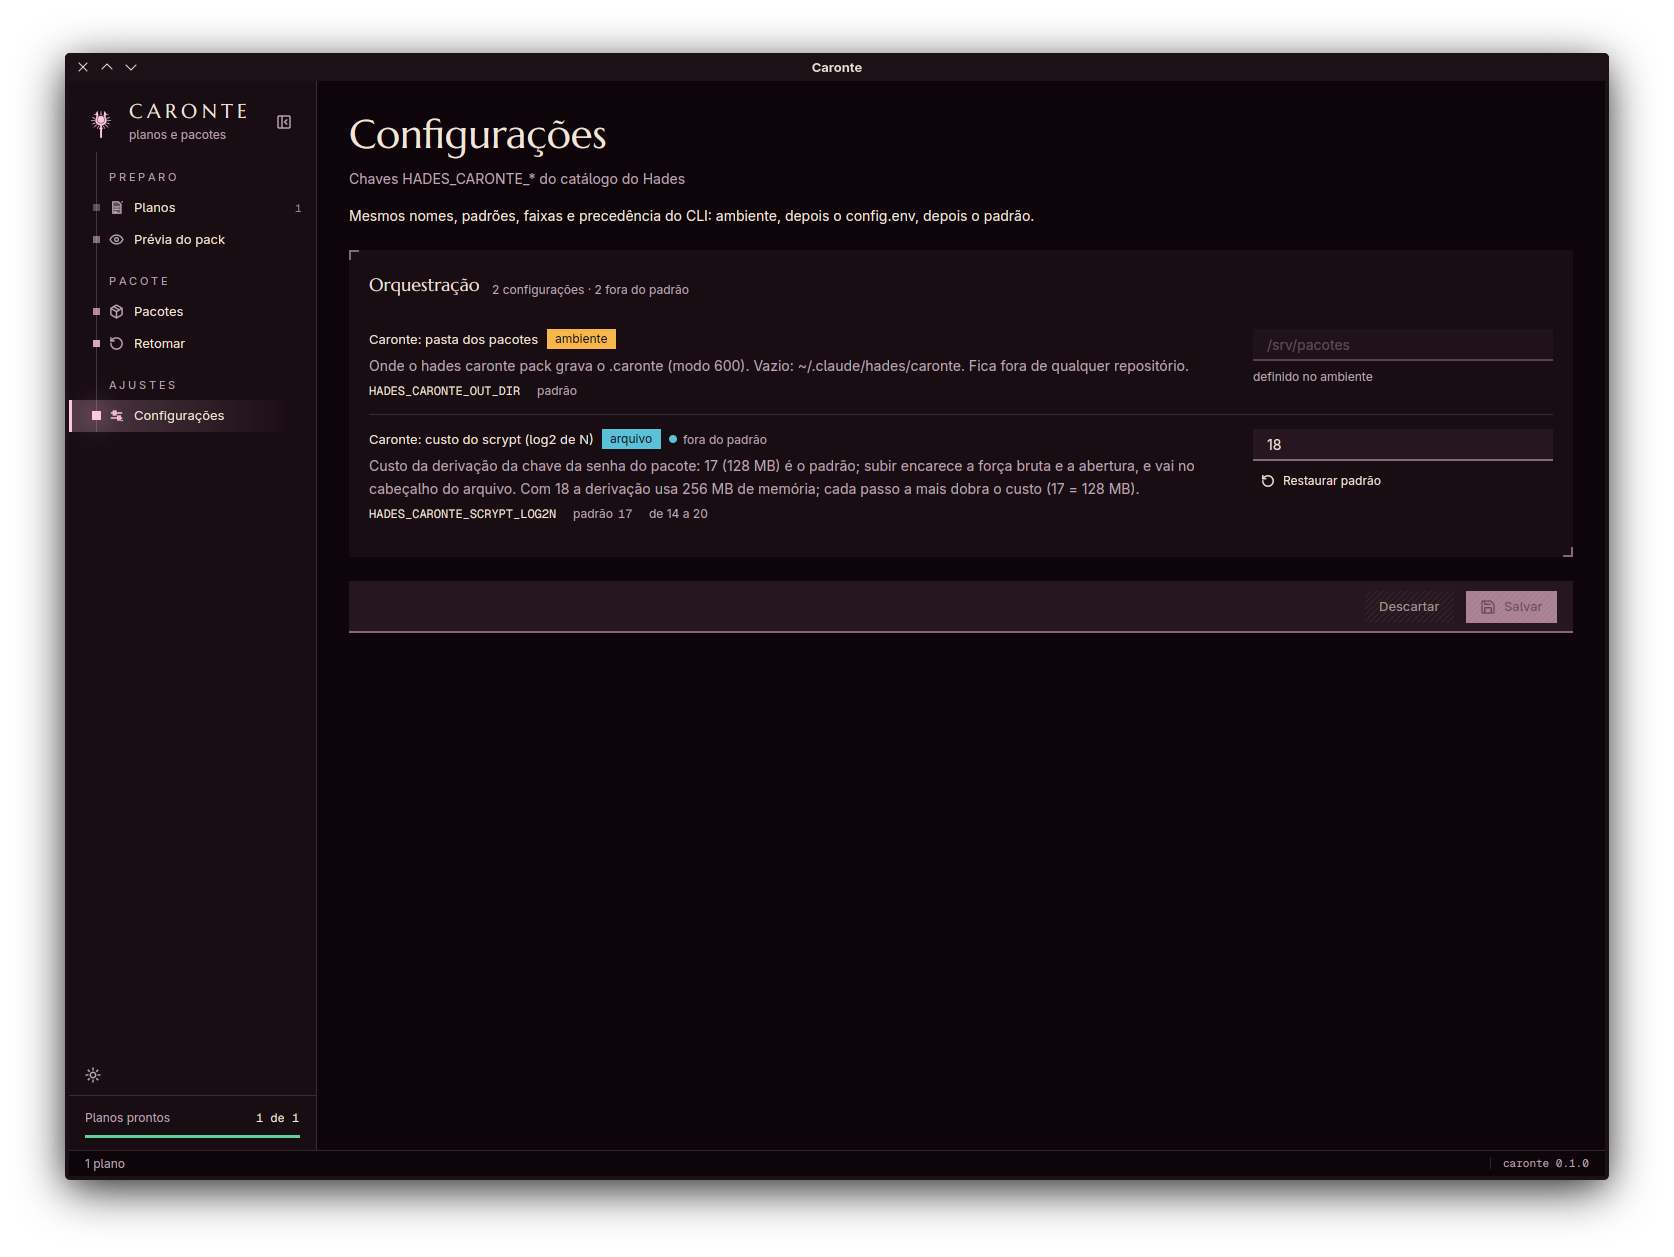 Caronte
CARONTE
planos e pacotes
PREPARO
Planos 1
Prévia do pack
PACOTE
Pacotes
Retomar
AJUSTES
Configurações
Planos prontos 1 de 1
Configurações
Chaves HADES_CARONTE_* do catálogo do Hades
Mesmos nomes, padrões, faixas e precedência do CLI: ambiente, depois o config.env, depois o padrão.
Orquestração 2 configurações · 2 fora do padrão
Caronte: pasta dos pacotes ambiente
Onde o hades caronte pack grava o .caronte (modo 600). Vazio: ~/.claude/hades/caronte. Fica fora de qualquer repositório.
HADES_CARONTE_OUT_DIR padrão
/srv/pacotes
definido no ambiente
Caronte: custo do scrypt (log2 de N) arquivo fora do padrão
Custo da derivação da chave da senha do pacote: 17 (128 MB) é o padrão; subir encarece a força bruta e a abertura, e vai no
cabeçalho do arquivo. Com 18 a derivação usa 256 MB de memória; cada passo a mais dobra o custo (17 = 128 MB).
HADES_CARONTE_SCRYPT_LOG2N padrão 17 de 14 a 20
18
Restaurar padrão
Descartar Salvar
1 plano caronte 0.1.0